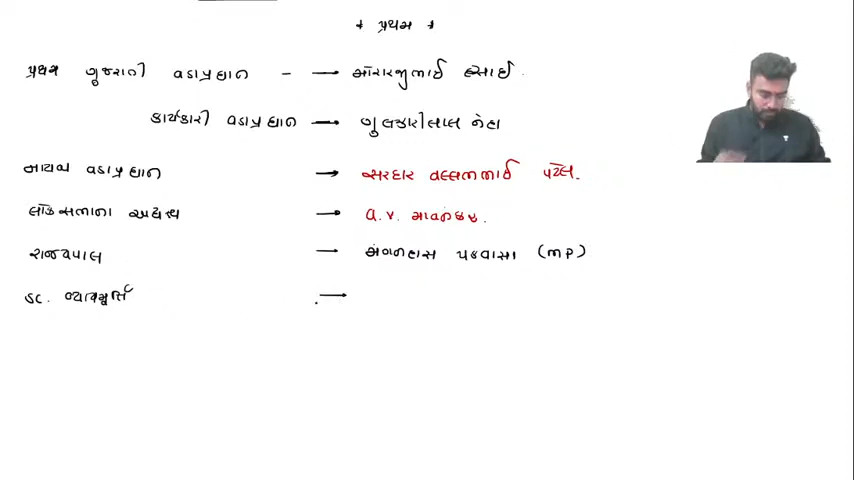 * પ્રથમ *
પ્રથમ ગુજરાતી વડાપ્રધાન - → મોરારજીભાઈ દેસાઈ.
કાર્યકારી વડાપ્રધાન → ગુલઝારીલાલ નંદા
નાયબ વડાપ્રધાન → સરદાર વલ્લભભાઈ પટેલ.
લોકસભાના અધ્યક્ષ → G.V. માવળંકર.
રાજ્યપાલ — મંગળદાસ પકવાસા (MP)
SC. ન્યાયમૂર્તિ →